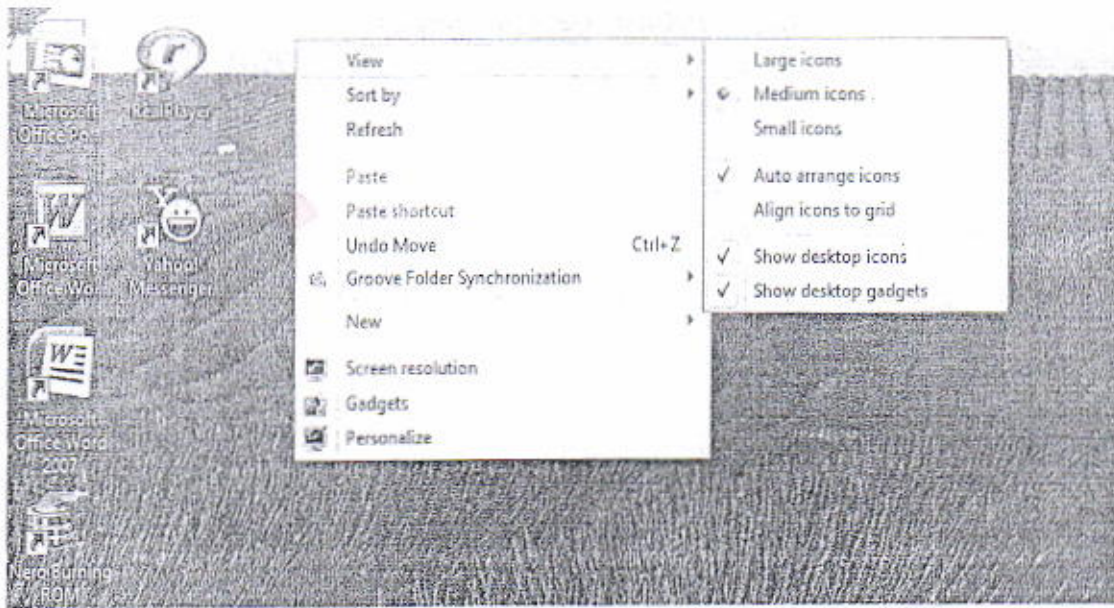 Microsoft
Office Po...
RealPlayer
Microsoft
Office Wo...
Yahoo!
Messenger
Microsoft
Office Word
2007
Nero Burning
ROM
View
Sort by
Refresh
Paste
Paste shortcut
Undo Move Ctrl+Z
Groove Folder Synchronization
New
Screen resolution
Gadgets
Personalize
Large icons
Medium icons
Small icons
Auto arrange icons
Align icons to grid
Show desktop icons
Show desktop gadgets